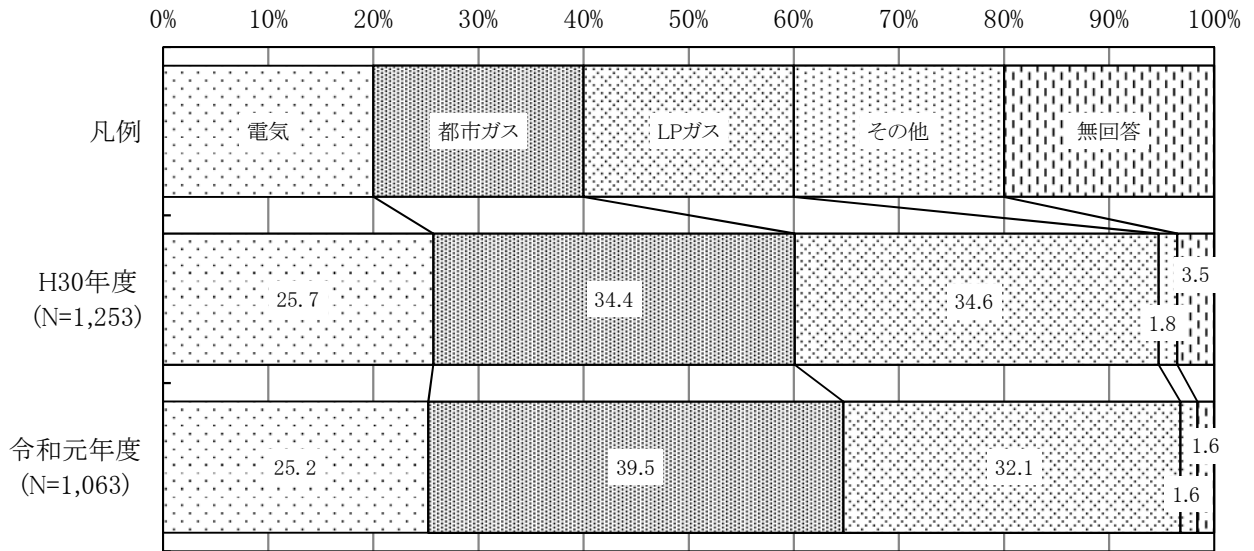 0% 10% 20% 30% 40% 50% 60% 70% 80% 90% 100%
凡例 電気 都市ガス LPガス その他 無回答
H30年度
(N=1,253)
25.7 34.4 34.6 1.8 3.5
令和元年度
(N=1,063)
25.2 39.5 32.1 1.6 1.6